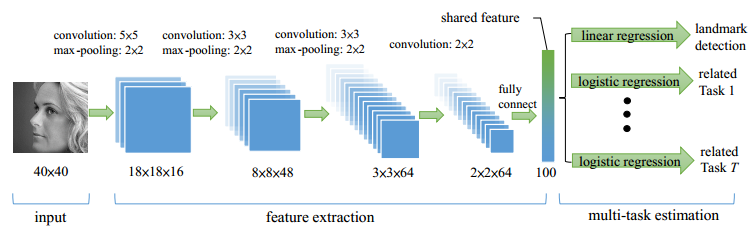 convolution: 5x5
max-pooling: 2x2
convolution: 3x3
max-pooling: 2x2
convolution: 3x3
max-pooling: 2x2
convolution: 2x2
shared feature
fully
connect
linear regression
landmark
detection
logistic regression
related
Task 1
logistic regression
related
Task T
40x40
18x18x16
8x8x48
3x3x64
2x2x64
100
input
feature extraction
multi-task estimation